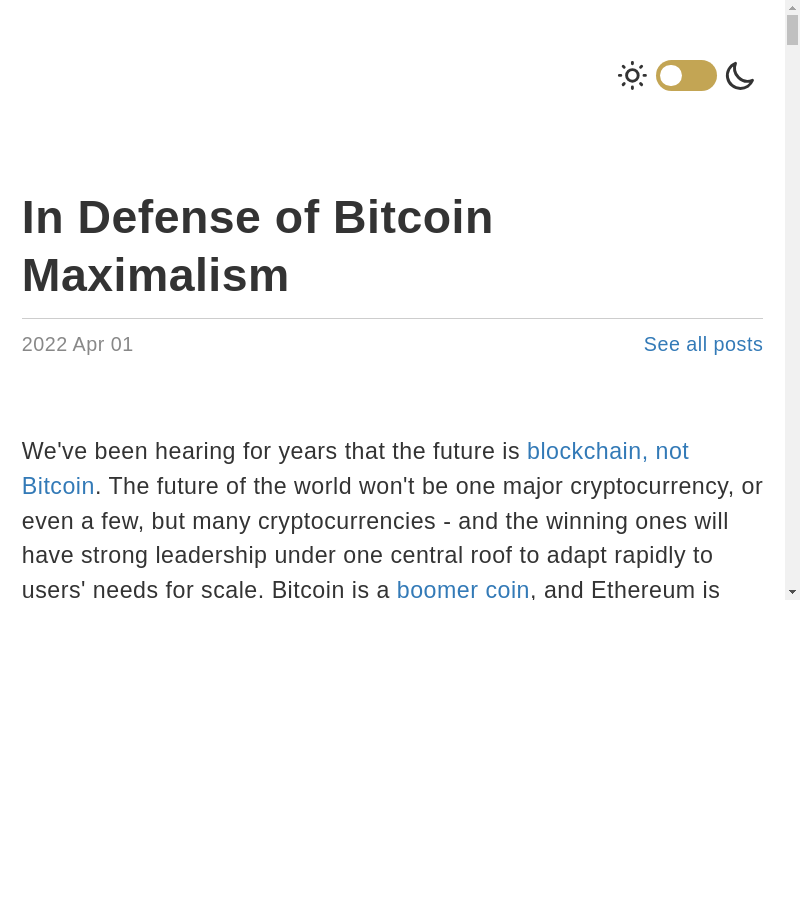 In Defense of Bitcoin
Maximalism
2022 Apr 01
See all posts
We've been hearing for years that the future is blockchain, not
Bitcoin. The future of the world won't be one major cryptocurrency, or
even a few, but many cryptocurrencies - and the winning ones will
have strong leadership under one central roof to adapt rapidly to
users' needs for scale. Bitcoin is a boomer coin, and Ethereum is